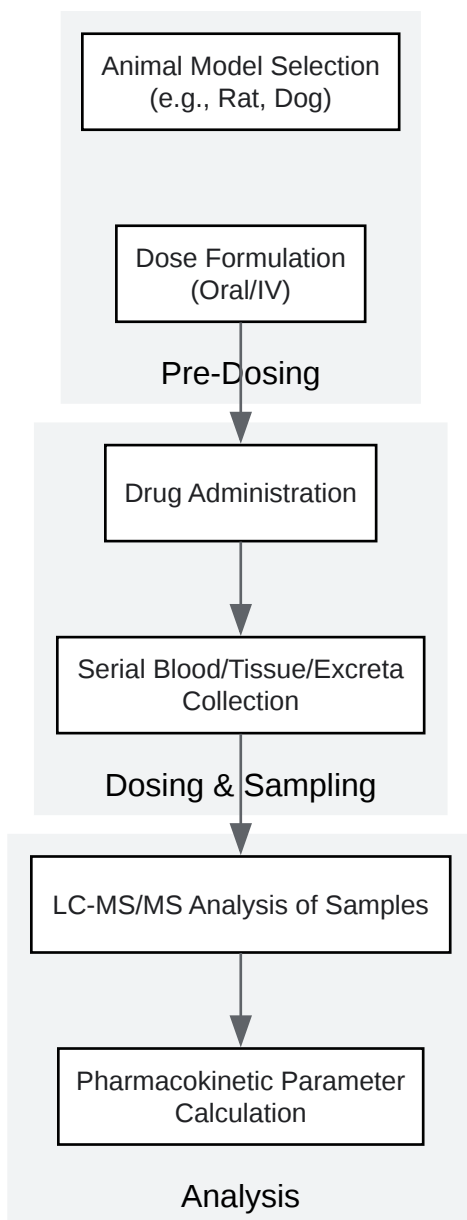 Animal Model Selection
(e.g., Rat, Dog)
Dose Formulation
(Oral/IV)
Pre-Dosing
Drug Administration
Serial Blood/Tissue/Excreta
Collection
Dosing & Sampling
LC-MS/MS Analysis of Samples
Pharmacokinetic Parameter
Calculation
Analysis